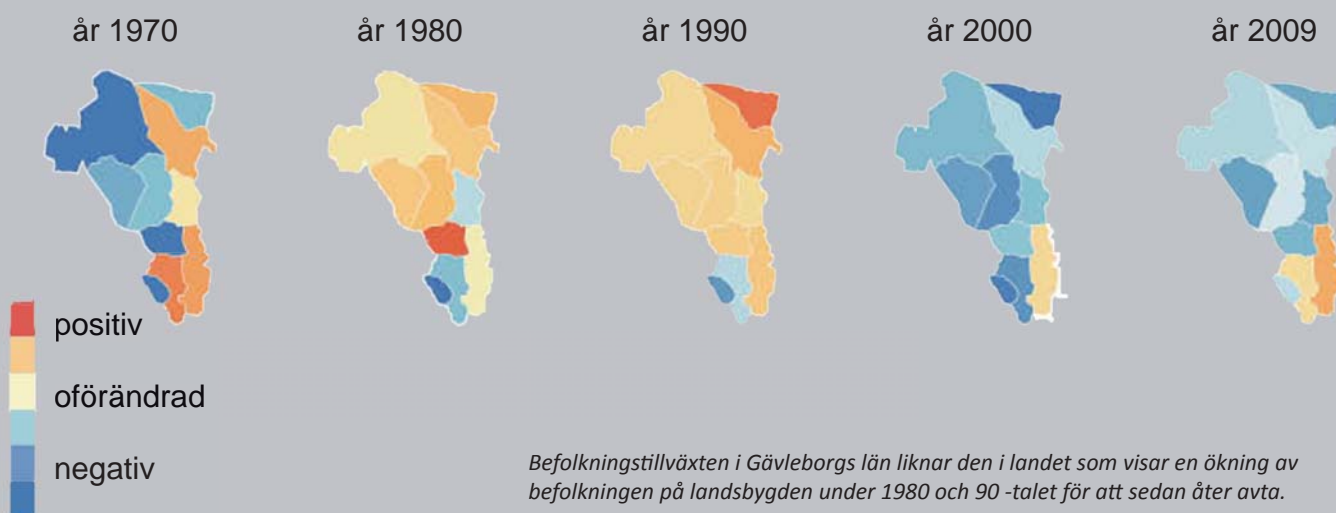 år 1970
år 1980
år 1990
år 2000
år 2009
positiv
oförändrad
negativ
Befolkningstillväxten i Gävleborgs län liknar den i landet som visar en ökning av
befolkningen på landsbygden under 1980 och 90 -talet för att sedan åter avta.